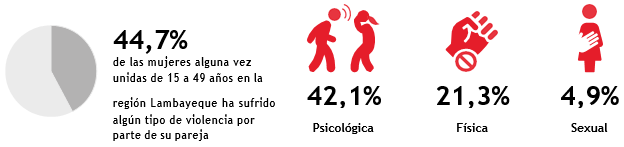 44,7%
de las mujeres alguna vez
unidas de 15 a 49 años en la
región Lambayeque ha sufrido
algún tipo de violencia por
parte de su pareja
42,1%
Psicológica
21,3%
Física
4,9%
Sexual